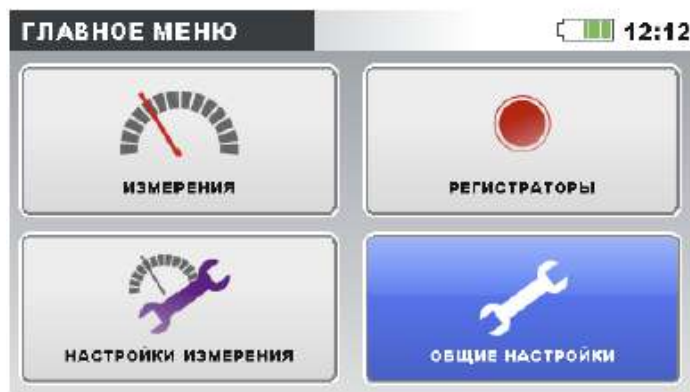 ГЛАВНОЕ МЕНЮ
12:12
ИЗМЕРЕНИЯ
РЕГИСТРАТОРЫ
НАСТРОЙКИ ИЗМЕРЕНИЯ
ОБЩИЕ НАСТРОЙКИ